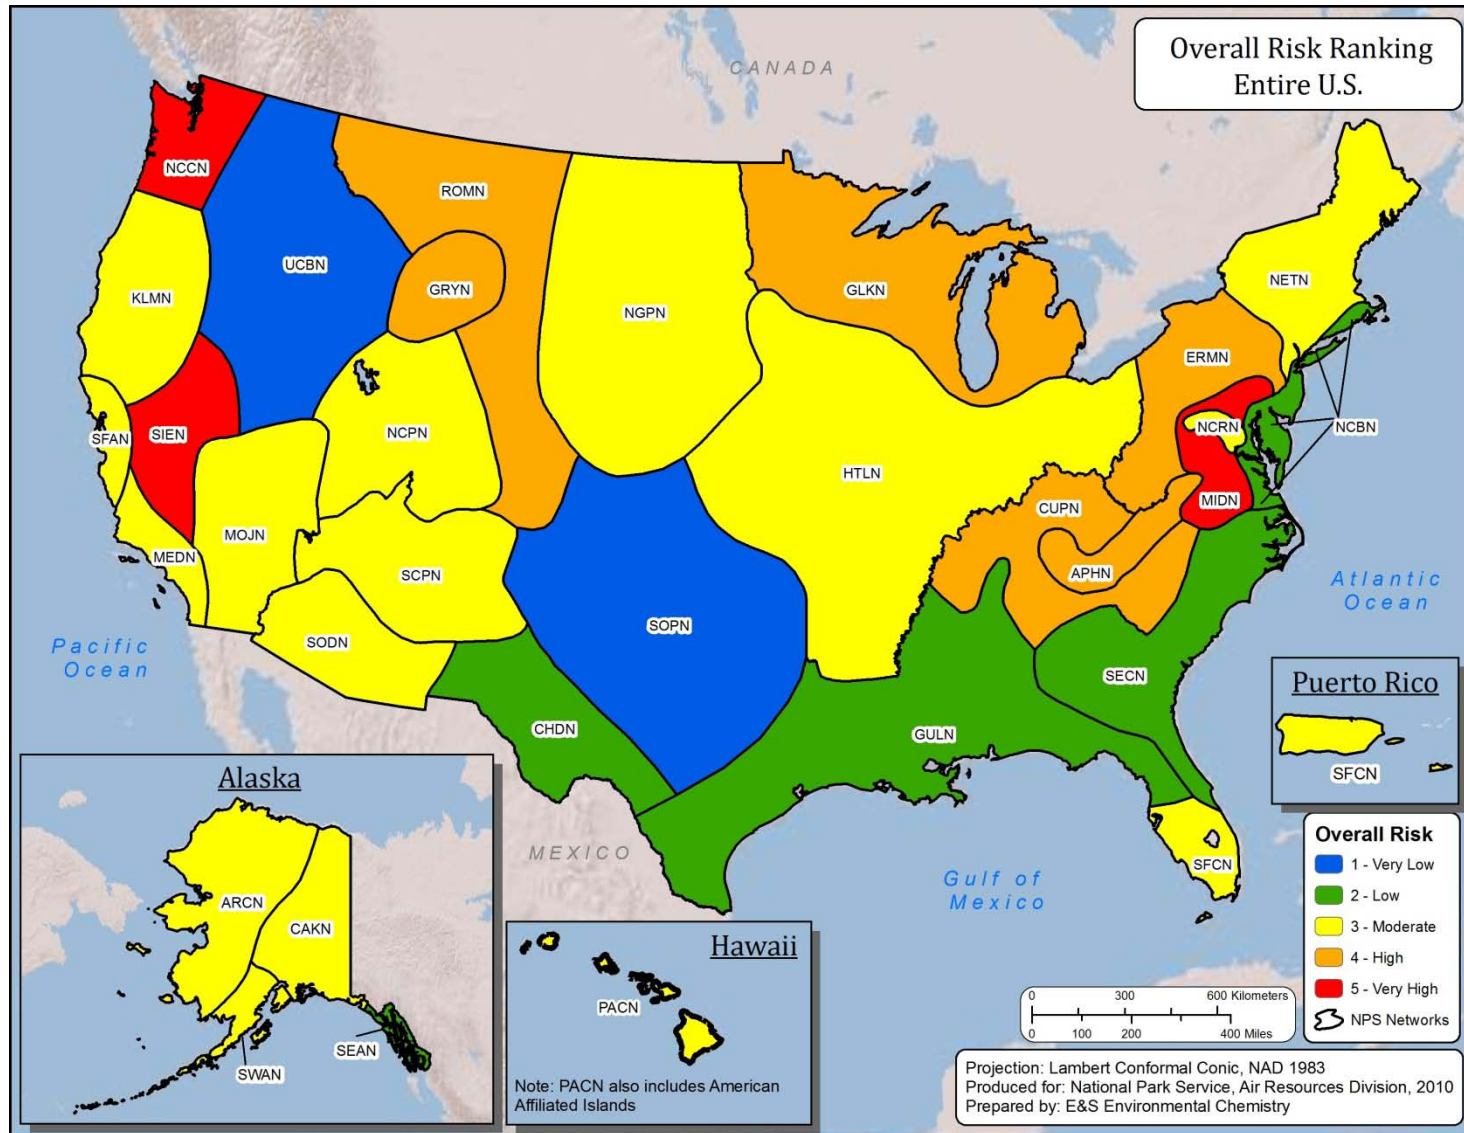 Overall Risk Ranking
Entire U.S.
CANADA
NCCN
ROMN
UCBN
GRYN
KLMN
NGPN
GLKN
NETN
ERMN
NCPN
SFAN
SIEN
NCRN
NCBN
HTLN
MIDN
CUPN
MOJN
MEDN
SCPN
APHN
Atlantic
Ocean
Pacific
Ocean
SODN
SOPN
SECN
CHDN
GULN
Puerto Rico
SFCN
MEXICO
Gulf of
Mexico
SFCN
Alaska
ARCN
CAKN
SEAN
SWAN
Hawaii
PACN
Note: PACN also includes American
Affiliated Islands
Overall Risk
1 - Very Low
2 - Low
3 - Moderate
4 - High
5 - Very High
NPS Networks
0 300 600 Kilometers
0 100 200 400 Miles
Projection: Lambert Conformal Conic, NAD 1983
Produced for: National Park Service, Air Resources Division, 2010
Prepared by: E&S Environmental Chemistry